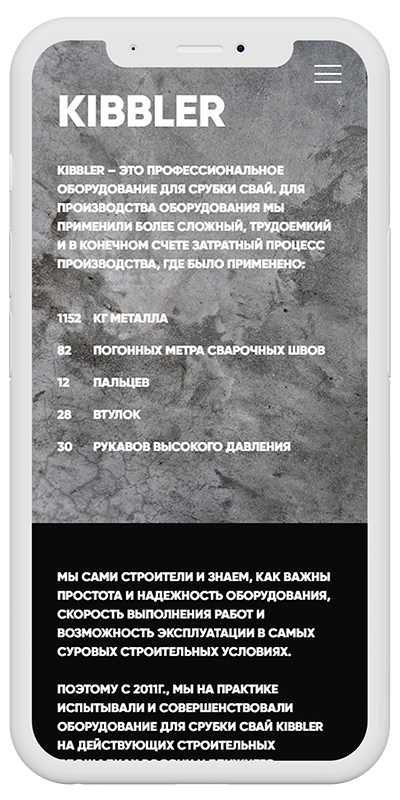 KIBBLER
KIBBLER – ЭТО ПРОФЕССИОНАЛЬНОЕ
ОБОРУДОВАНИЕ ДЛЯ СРУБКИ СВАЙ. ДЛЯ
ПРОИЗВОДСТВА ОБОРУДОВАНИЯ МЫ
ПРИМЕНИЛИ БОЛЕЕ СЛОЖНЫЙ, ТРУДОЕМКИЙ
И В КОНЕЧНОМ СЧЕТЕ ЗАТРАТНЫЙ ПРОЦЕСС
ПРОИЗВОДСТВА, ГДЕ БЫЛО ПРИМЕНЕНО:
1152 КГ МЕТАЛЛА
82 ПОГОННЫХ МЕТРА СВАРОЧНЫХ ШВОВ
12 ПАЛЬЦЕВ
28 ВТУЛОК
30 РУКАВОВ ВЫСОКОГО ДАВЛЕНИЯ
МЫ САМИ СТРОИТЕЛИ И ЗНАЕМ, КАК ВАЖНЫ
ПРОСТОТА И НАДЕЖНОСТЬ ОБОРУДОВАНИЯ,
СКОРОСТЬ ВЫПОЛНЕНИЯ РАБОТ И
ВОЗМОЖНОСТЬ ЭКСПЛУАТАЦИИ В САМЫХ
СУРОВЫХ СТРОИТЕЛЬНЫХ УСЛОВИЯХ.
ПОЭТОМУ С 2011Г., МЫ НА ПРАКТИКЕ
ИСПЫТЫВАЛИ И СОВЕРШЕНСТВОВАЛИ
ОБОРУДОВАНИЕ ДЛЯ СРУБКИ СВАЙ KIBBLER
НА ДЕЙСТВУЮЩИХ СТРОИТЕЛЬНЫХ